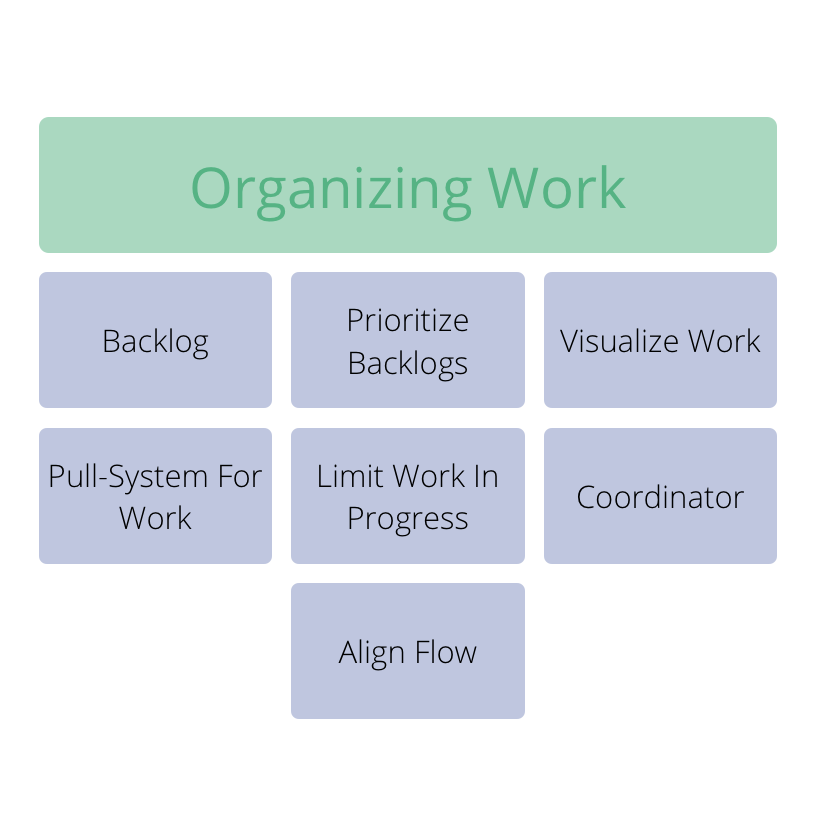 Organizing Work
Backlog
Prioritize
Backlogs
Visualize Work
Pull-System For
Work
Limit Work In
Progress
Coordinator
Align Flow